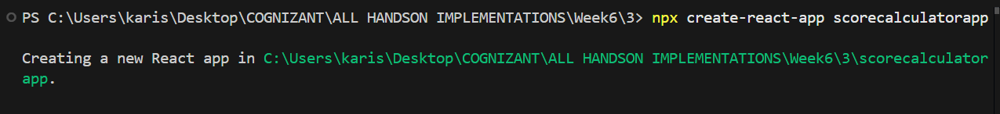 PS C:\Users\karis\Desktop\COGNIZANT\ALL HANDSON IMPLEMENTATIONS\Week6\3> npx create-react-app scorecalculatorapp
Creating a new React app in C:\Users\karis\Desktop\COGNIZANT\ALL HANDSON IMPLEMENTATIONS\Week6\3\scorecalculator
app.